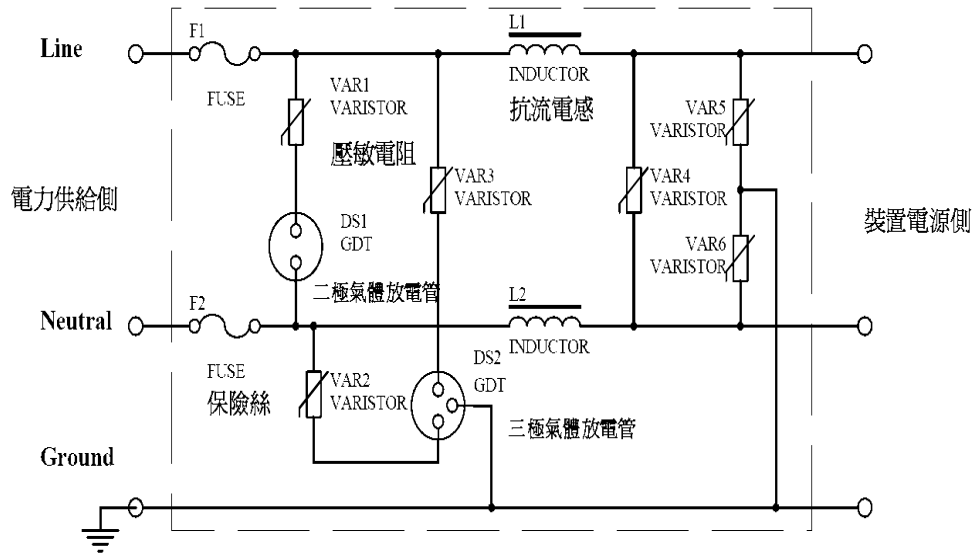 Line
F1
FUSE
VAR1
VARISTOR
壓敏電阻
L1
INDUCTOR
抗流電感
VAR5
VARISTOR
VAR3
VARISTOR
VAR4
VARISTOR
電力供給側
DS1
GDT
二極氣體放電管
VAR6
VARISTOR
裝置電源側
Neutral
F2
FUSE
保險絲
L2
INDUCTOR
VAR2
VARISTOR
DS2
GDT
三極氣體放電管
Ground